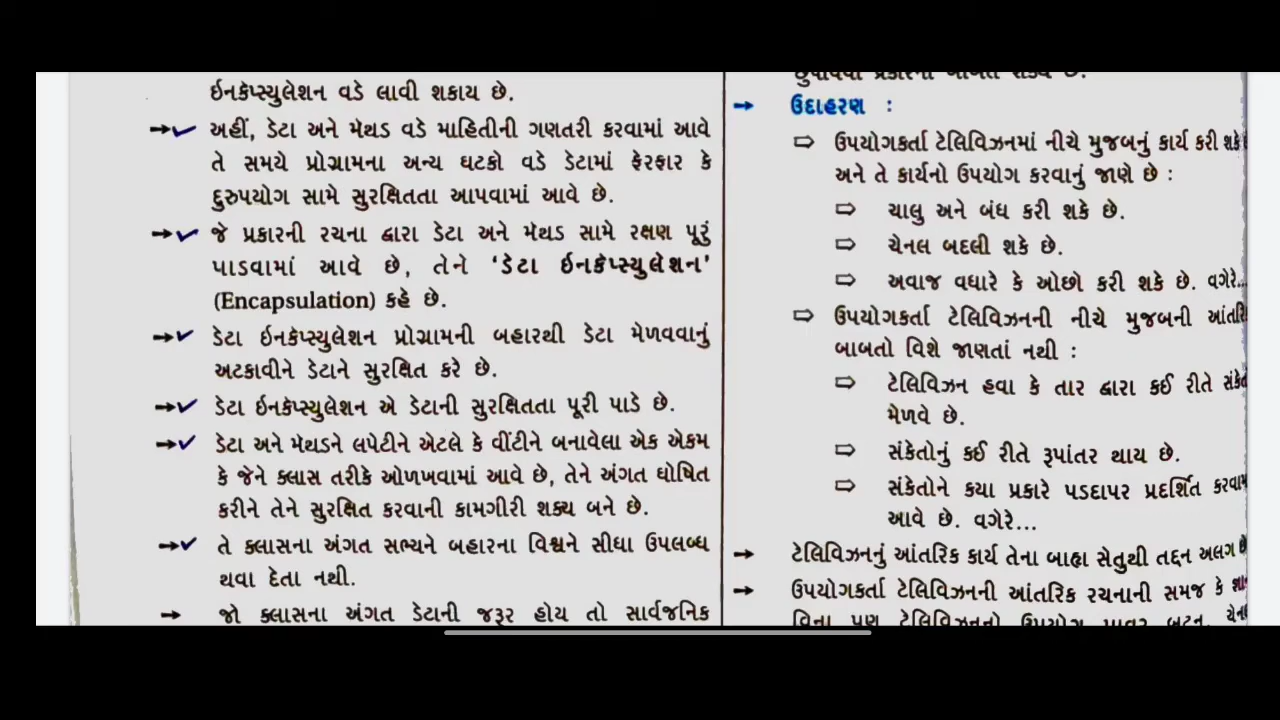 ઈનકૅપ્સ્યુલેશન વડે લાવી શકાય છે.
અહીં, ડેટા અને મૅથડ વડે માહિતીની ગણતરી કરવામાં આવે
તે સમયે પ્રોગ્રામના અન્ય ઘટકો વડે ડેટામાં ફેરફાર કે
દુરુપયોગ સામે સુરક્ષિતતા આપવામાં આવે છે.
જે પ્રકારની રચના દ્વારા ડેટા અને મૅથડ સામે રક્ષણ પૂરું
પાડવામાં આવે છે, તેને ‘ડેટા ઈનકૅપ્સ્યુલેશન’
(Encapsulation) કહે છે.
ડેટા ઈનકૅપ્સ્યુલેશન પ્રોગ્રામની બહારથી ડેટા મેળવવાનું
અટકાવીને ડેટાને સુરક્ષિત કરે છે.
ડેટા ઈનકૅપ્સ્યુલેશન એ ડેટાની સુરક્ષિતતા પૂરી પાડે છે.
ડેટા અને મૅથડને લપેટીને એટલે કે વીંટીને બનાવેલા એક એકમ
કે જેને ક્લાસ તરીકે ઓળખવામાં આવે છે, તેને અંગત ઘોષિત
કરીને તેને સુરક્ષિત કરવાની કામગીરી શક્ય બને છે.
તે ક્લાસના અંગત સભ્યને બહારના વિશ્વને સીધા ઉપલબ્ધ
થવા દેતા નથી.
જો ક્લાસના અંગત ડેટાની જરૂર હોય તો સાર્વજનિક
ઉદાહરણ :
ઉપયોગકર્તા ટેલિવિઝનમાં નીચે મુજબનું કાર્ય કરી શકે
અને તે કાર્યનો ઉપયોગ કરવાનું જાણે છે :
ચાલુ અને બંધ કરી શકે છે.
ચેનલ બદલી શકે છે.
અવાજ વધારે કે ઓછો કરી શકે છે. વગેરે...
ઉપયોગકર્તા ટેલિવિઝનની નીચે મુજબની
બાબતો વિશે જાણતાં નથી :
ટેલિવિઝન હવા કે તાર દ્વારા કઈ રીતે
મેળવે છે.
સંકેતોનું કઈ રીતે રૂપાંતર થાય છે.
સંકેતોને કયા પ્રકારે પડદાપર પ્રદર્શિત
આવે છે. વગેરે...
ટેલિવિઝનનું આંતરિક કાર્ય તેના બાહ્ય સેતુથી તદ્દન અલગ છે
ઉપયોગકર્તા ટેલિવિઝનની આંતરિક રચનાની સમજ કે
વિના પણ ટેલિવિઝનનો ઉપયોગ